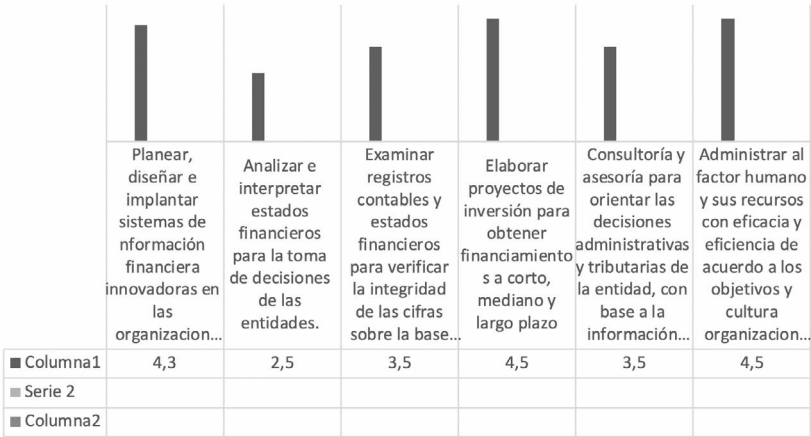 Planear,
diseñar e
implantar
sistemas de
nformación
financiera
innovadoras en
las
organizacion...
Analizar e
interpretar
estados
financieros
para la toma
de decisiones
de las
entidades.
Examinar
registros
contables y
estados
financieros
para verificar
la integridad
de las cifras
sobre la base...
Elaborar
proyectos de
inversión para
obtener
financiamiento
s a corto,
mediano y
largo plazo
Consultoría y
asesoría para
orientar las
decisiones
administrativas
y tributarias de
la entidad, con
base a la
información...
Administrar al
factor humano
y sus recursos
con eficacia y
eficiencia de
acuerdo a los
objetivos y
cultura
organizacion...
Columna1 4,3 2,5 3,5 4,5 3,5 4,5
Serie 2
Columna2